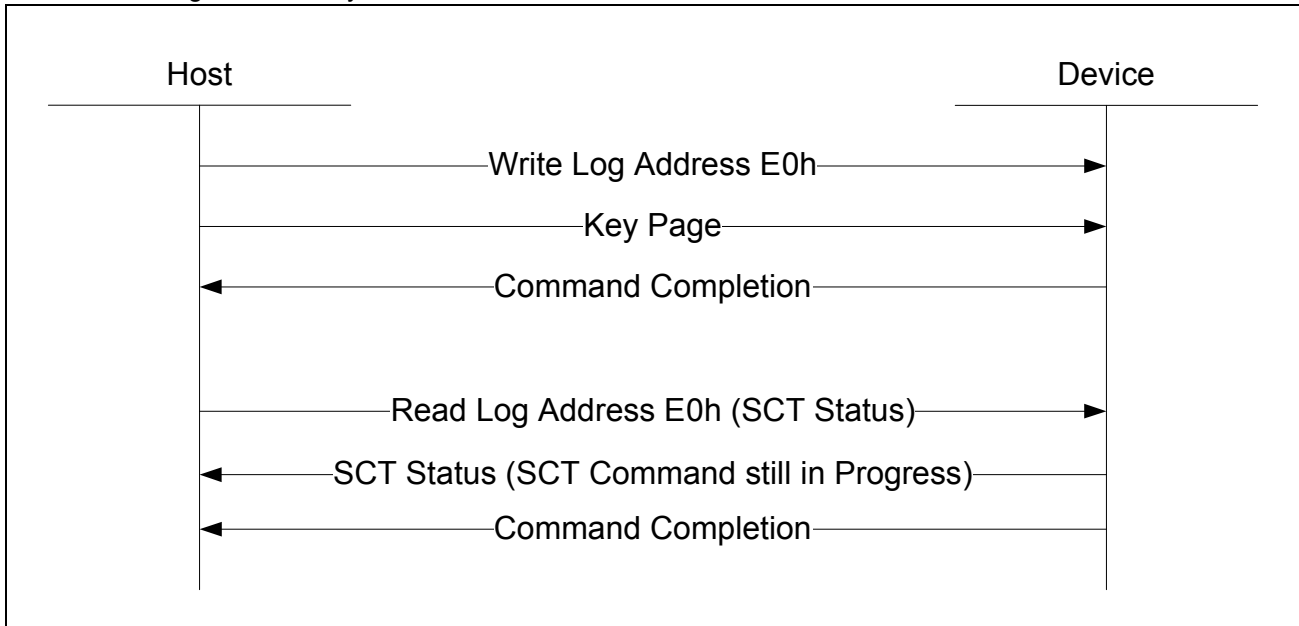 Host Device
Write Log Address E0h
Key Page
Command Completion
Read Log Address E0h (SCT Status)
SCT Status (SCT Command still in Progress)
Command Completion